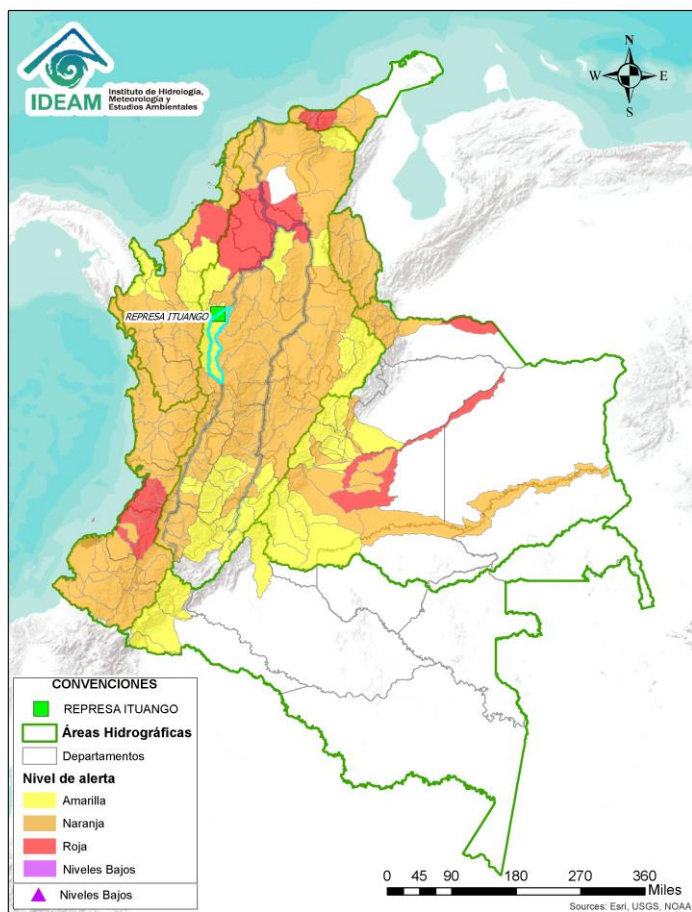 IDEAM
Instituto de Hidrología,
Meteorología y
Estudios Ambientales
N
W
E
S
REPRESA ITUANGO
CONVENCIONES
REPRESA ITUANGO
Áreas Hidrográficas
Departamentos
Nivel de alerta
Amarilla
Naranja
Roja
Niveles Bajos
Niveles Bajos
0 45 90 180 270 360
Miles
Sources: Esri, USGS, NOAA